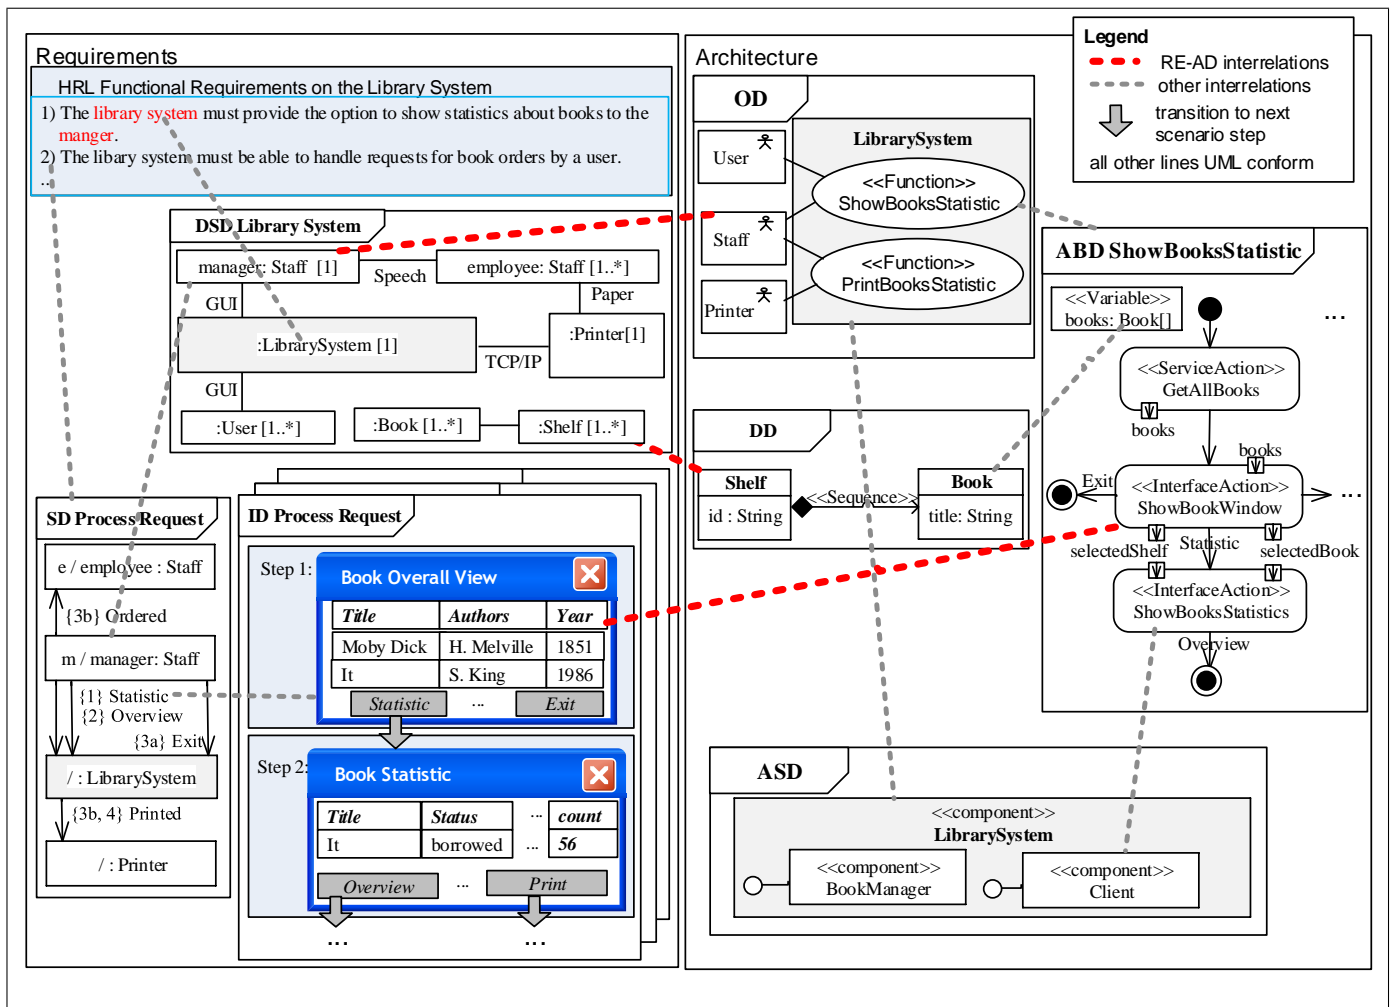 Requirements
HRL Functional Requirements on the Library System
1) The library system must provide the option to show statistics about books to the
manger.
2) The libary system must be able to handle requests for book orders by a user.
..
DSD Library System
manager: Staff [1]
Speech
employee: Staff [1..*]
GUI
Paper
:LibrarySystem [1]
TCP/IP
:Printer[1]
GUI
:User [1..*]
:Book [1..*]
:Shelf [1..*]
SD Process Request
e / employee : Staff
{3b} Ordered
m / manager: Staff
{1} Statistic
{2} Overview
{3a} Exit
/ : LibrarySystem
{3b, 4} Printed
/ : Printer
ID Process Request
Step 1:
Book Overall View
Title Authors Year
Moby Dick H. Melville 1851
It S. King 1986
Statistic ... Exit
Step 2:
Book Statistic
Title Status ... count
It borrowed ... 56
Overview ... Print
... ...
Architecture
OD
User
Staff
Printer
LibrarySystem
<<Function>>
ShowBooksStatistic
<<Function>>
PrintBooksStatistic
DD
Shelf
id : String
<<Sequence>>
Book
title: String
Legend
RE-AD interrelations
other interrelations
transition to next
scenario step
all other lines UML conform
ABD ShowBooksStatistic
<<Variable>>
books: Book[]
...
<<ServiceAction>>
GetAllBooks
books
books
Exit
<<InterfaceAction>>
ShowBookWindow
...
selectedShelf
Statistic
selectedBook
<<InterfaceAction>>
ShowBooksStatistics
Overview
ASD
<<component>>
LibrarySystem
<<component>>
BookManager
<<component>>
Client